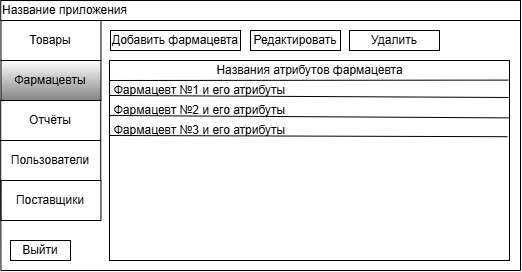 Название приложения
Товары
Добавить фармацевта
Редактировать
Удалить
Фармацевты
Названия атрибутов фармацевта
Фармацевт №1 и его атрибуты
Фармацевт №2 и его атрибуты
Фармацевт №3 и его атрибуты
Отчёты
Пользователи
Поставщики
Выйти